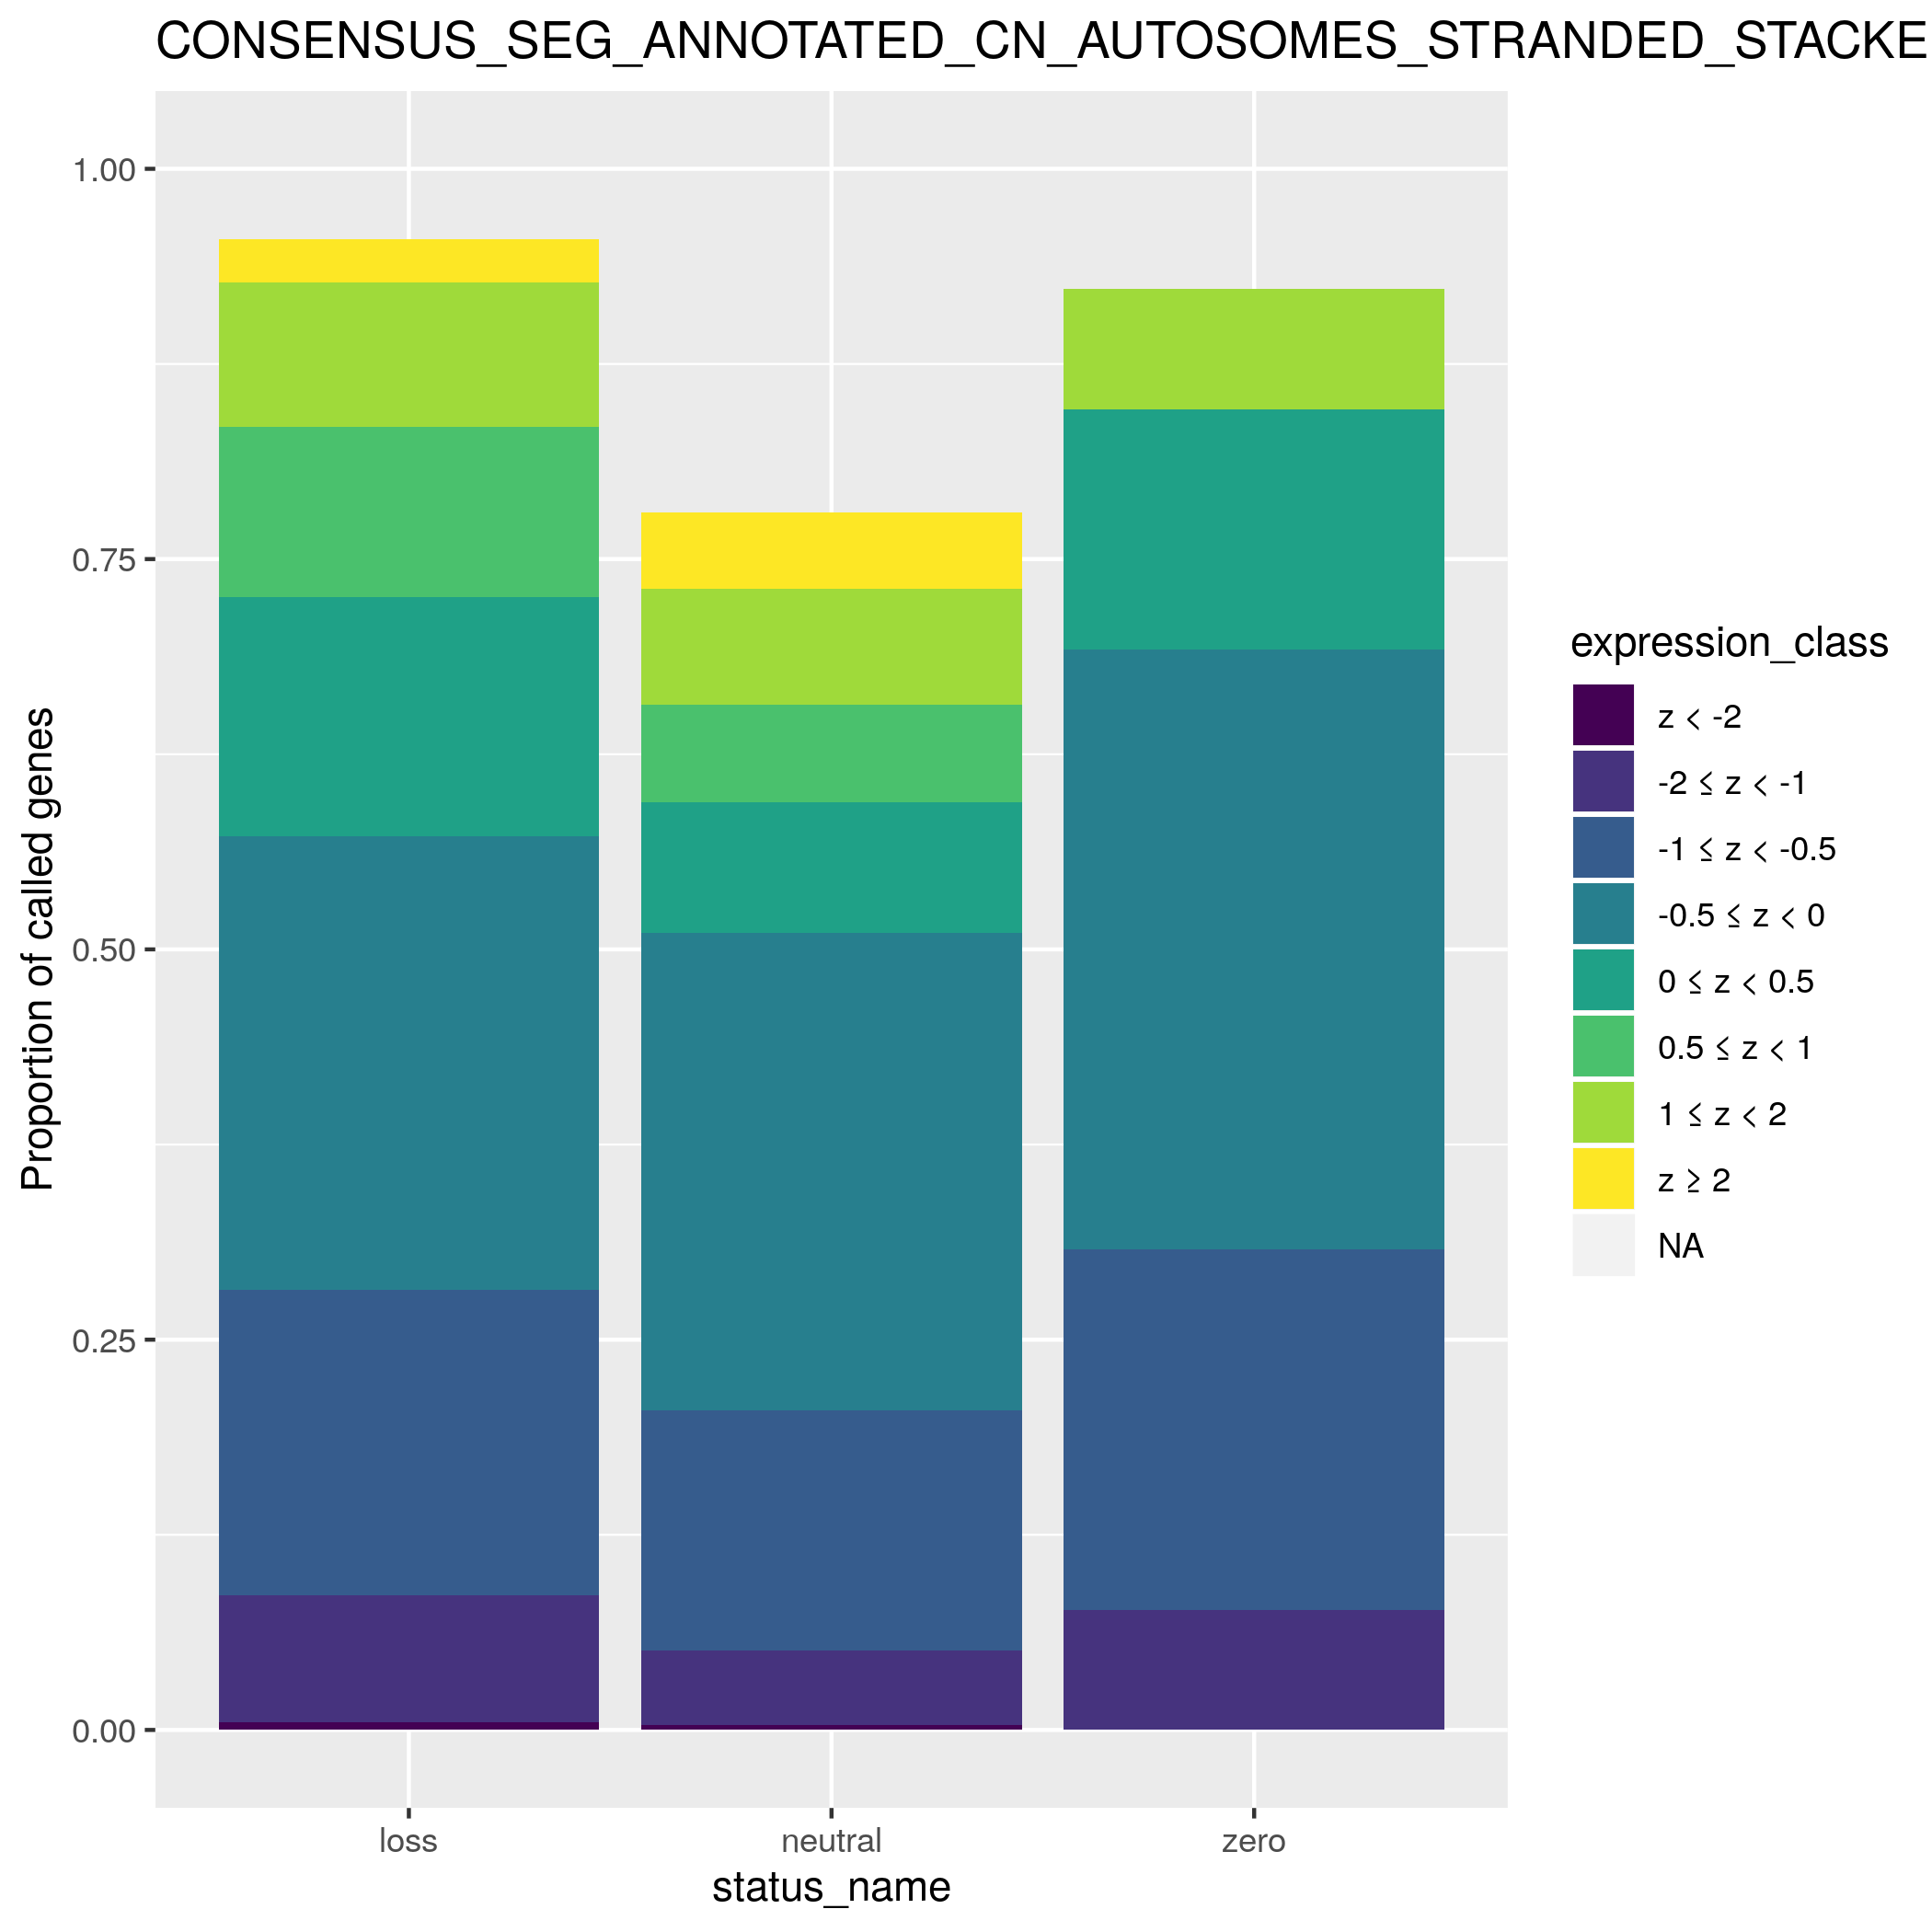 CONSENSUS_SEG_ANNOTATED_CN_AUTOSOMES_STRANDED_STACKE
1.00
0.75
0.50
0.25
0.00
Proportion of called genes
loss
neutral
zero
status_name
expression_class
z < -2
-2 ≤ z < -1
-1 ≤ z < -0.5
-0.5 ≤ z < 0
0 ≤ z < 0.5
0.5 ≤ z < 1
1 ≤ z < 2
z ≥ 2
NA